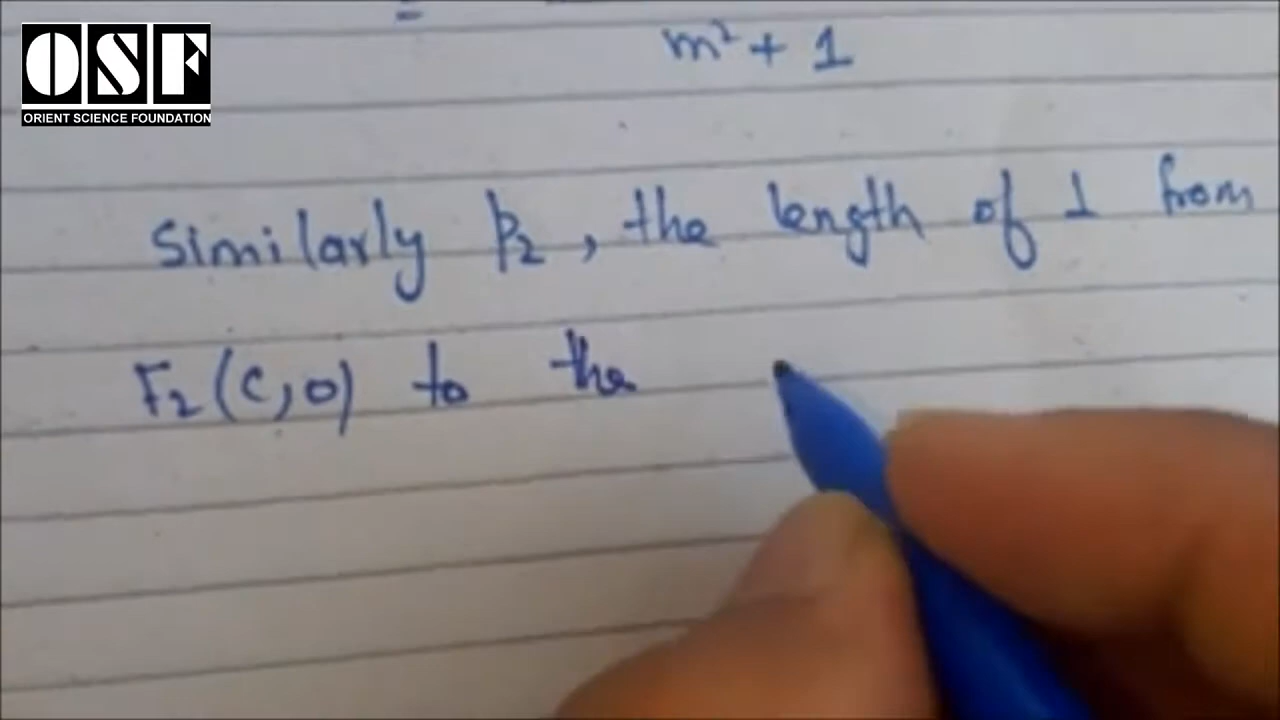 OSF
ORIENT SCIENCE FOUNDATION
m² + 1
Similarly p₂, the length of ⊥ from
F₂(c,0) to the